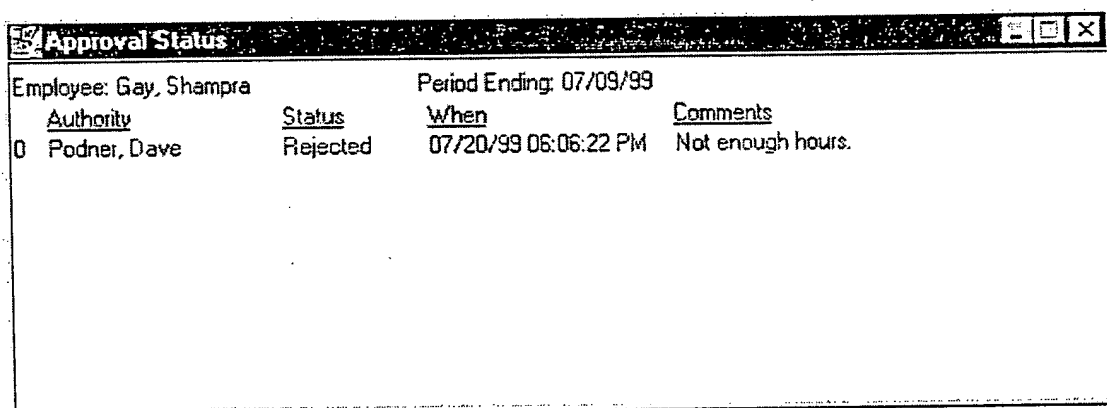 Approval Status
Employee: Gay, Shampra Period Ending: 07/09/99
Authority Status When Comments
0 Podner, Dave Rejected 07/20/99 06:06:22 PM Not enough hours.